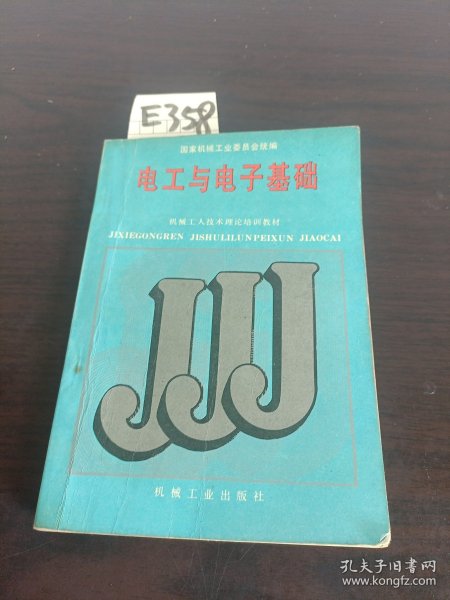 E358
国家机械工业委员会统编
电工与电子基础
机械工人技术理论培训教材
JIXIEGONGREN JISHULILUNPEIXUN JIAOCAI
JJJ
机械工业出版社
孔夫子旧书网
www.kongfz.com